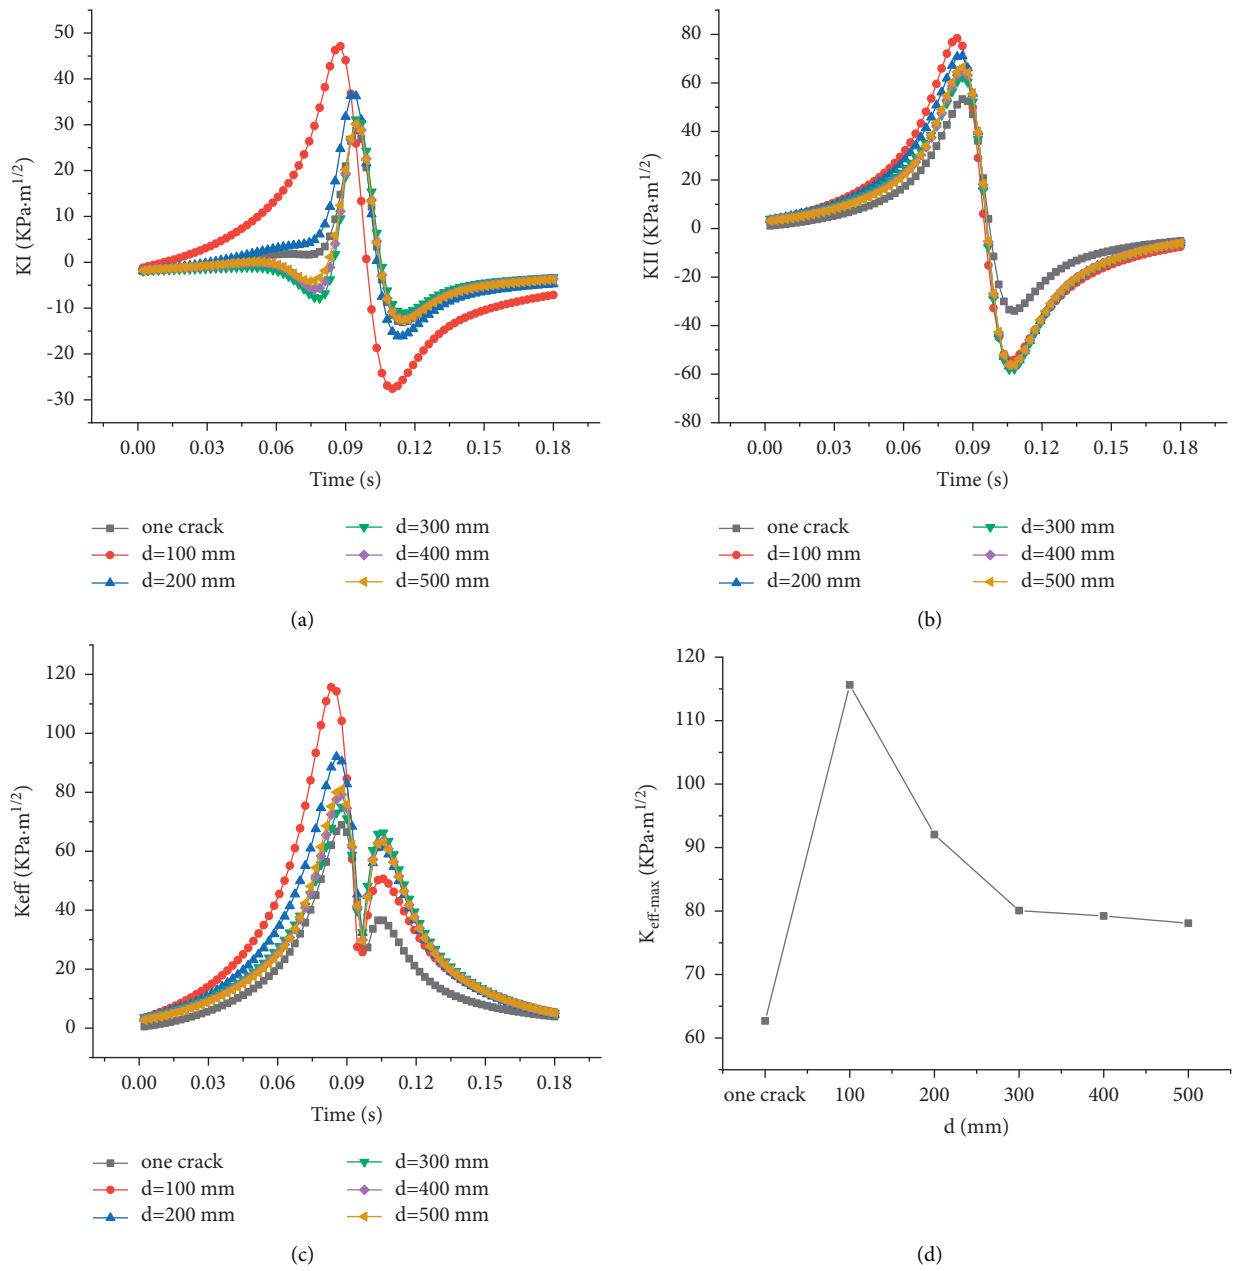 50
40
30
20
10
0
-10
-20
-30
KI (KPa·m1/2)
0.00 0.03 0.06 0.09 0.12 0.15 0.18
Time (s)
one crack
d=100 mm
d=200 mm
d=300 mm
d=400 mm
d=500 mm
(a)
80
60
40
20
0
-20
-40
-60
-80
KII (KPa·m1/2)
0.00 0.03 0.06 0.09 0.12 0.15 0.18
Time (s)
one crack
d=100 mm
d=200 mm
d=300 mm
d=400 mm
d=500 mm
(b)
120
100
80
60
40
20
0
Keff (KPa·m1/2)
0.00 0.03 0.06 0.09 0.12 0.15 0.18
Time (s)
one crack
d=100 mm
d=200 mm
d=300 mm
d=400 mm
d=500 mm
(c)
120
110
100
90
80
70
60
Keff-max (KPa·m1/2)
one crack 100 200 300 400 500
d (mm)
(d)